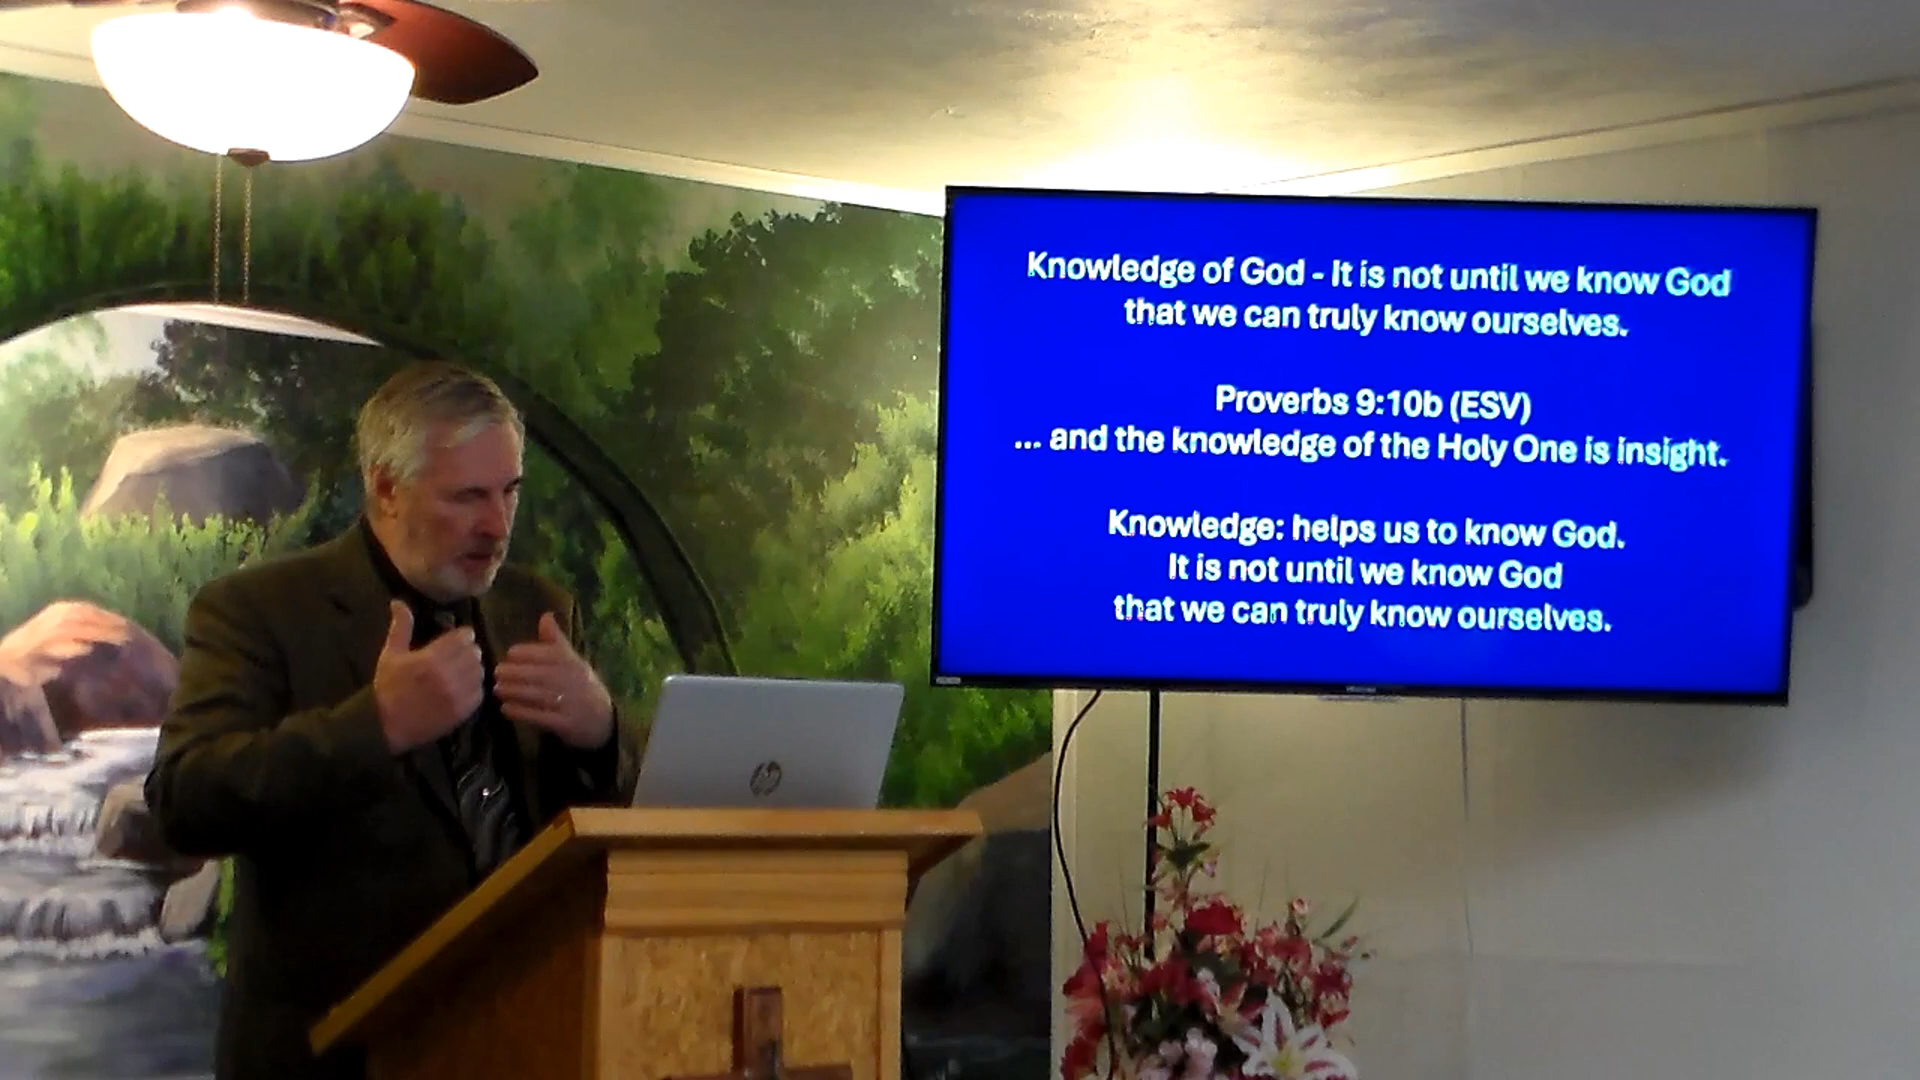 Knowledge of God - It is not until we know God
that we can truly know ourselves.
Proverbs 9:10b (ESV)
... and the knowledge of the Holy One is insight.
Knowledge: helps us to know God.
It is not until we know God
that we can truly know ourselves.
hp